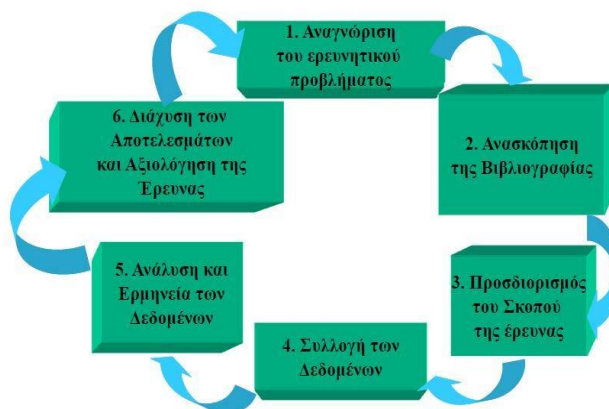 1. Αναγνώριση
του ερευνητικού
προβλήματος
2. Ανασκόπηση
της Βιβλιογραφίας
3. Προσδιορισμός
του Σκοπού
της έρευνας
4. Συλλογή των
Δεδομένων
5. Ανάλυση και
Ερμηνεία των
Δεδομένων
6. Διάχυση των
Αποτελεσμάτων
και Αξιολόγηση της
Έρευνας